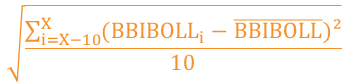 √(∑_{i=X−10}^{X}(BBIBOLL_i − \overline{BBIBOLL})² / 10)